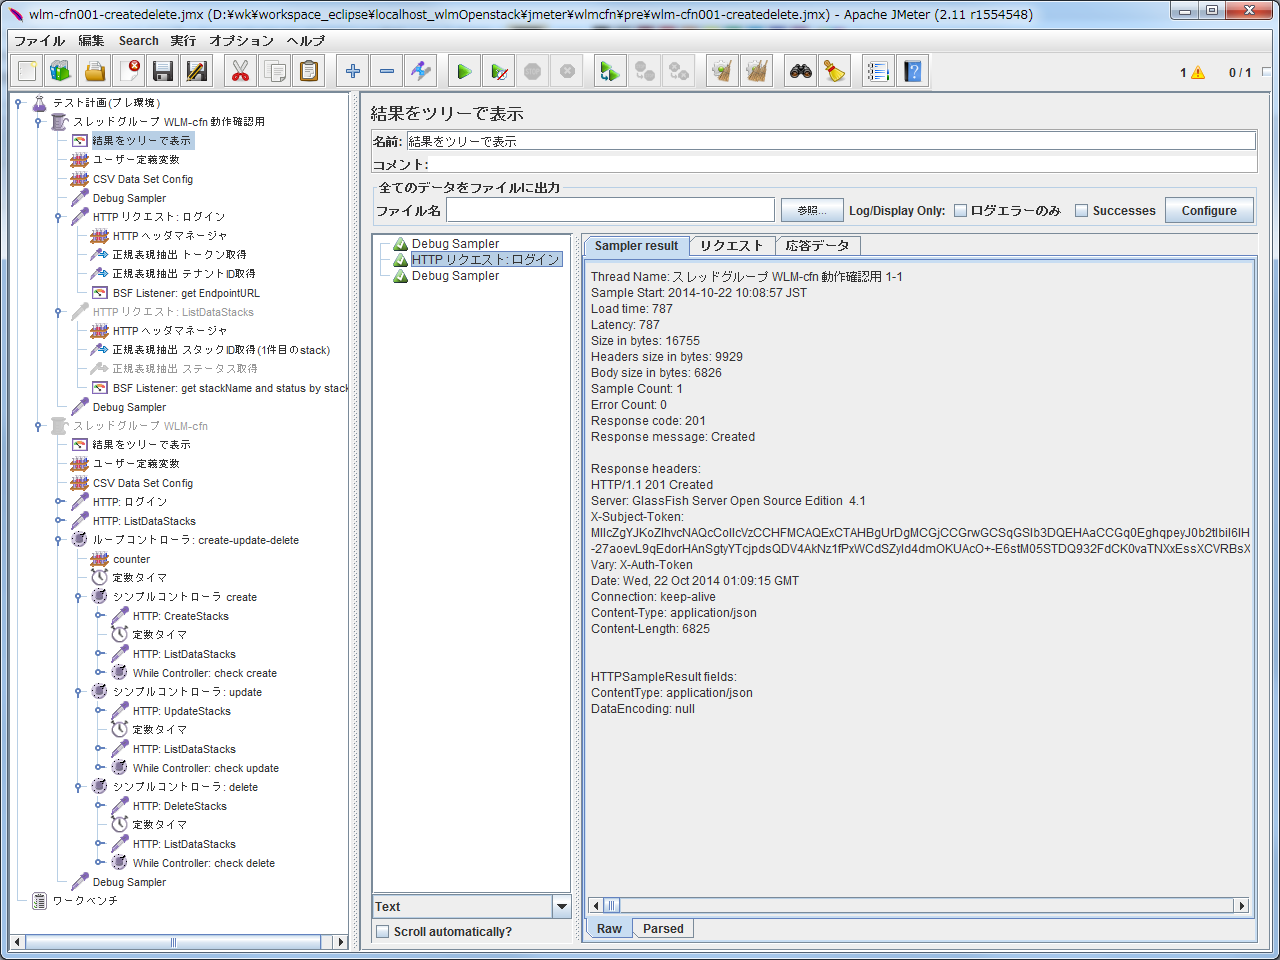 wlm-cfn001-createdelete.jmx (D:¥wk¥workspace_eclipse¥localhost_wlmOpenstack¥jmeter¥wlmcfn¥pre¥wlm-cfn001-createdelete.jmx) - Apache JMeter (2.11 r1554548)
ファイル 編集 Search 実行 オプション ヘルプ
1 0 / 1
テスト計画(プレ環境)
スレッドグループ WLM-cfn 動作確認用
結果をツリーで表示
ユーザー定義変数
CSV Data Set Config
Debug Sampler
HTTP リクエスト: ログイン
HTTP ヘッダマネージャ
正規表現抽出 トークン取得
正規表現抽出 テナントID取得
BSF Listener: get EndpointURL
HTTP リクエスト: ListDataStacks
HTTP ヘッダマネージャ
正規表現抽出 スタックID取得(1件目のstack)
正規表現抽出 ステータス取得
BSF Listener: get stackName and status by stack
Debug Sampler
スレッドグループ WLM-cfn
結果をツリーで表示
ユーザー定義変数
CSV Data Set Config
HTTP: ログイン
HTTP: ListDataStacks
ループコントローラ: create-update-delete
counter
定数タイマ
シンプルコントローラ create
HTTP: CreateStacks
定数タイマ
HTTP: ListDataStacks
While Controller: check create
シンプルコントローラ: update
HTTP: UpdateStacks
定数タイマ
HTTP: ListDataStacks
While Controller: check update
シンプルコントローラ: delete
HTTP: DeleteStacks
定数タイマ
HTTP: ListDataStacks
While Controller: check delete
Debug Sampler
ワークベンチ
結果をツリーで表示
名前: 結果をツリーで表示
コメント:
全てのデータをファイルに出力
ファイル名 参照... Log/Display Only: ログエラーのみ Successes Configure
Debug Sampler
HTTP リクエスト: ログイン
Debug Sampler
Text
Scroll automatically?
Sampler result リクエスト 応答データ
Thread Name: スレッドグループ WLM-cfn 動作確認用 1-1
Sample Start: 2014-10-22 10:08:57 JST
Load time: 787
Latency: 787
Size in bytes: 16755
Headers size in bytes: 9929
Body size in bytes: 6826
Sample Count: 1
Error Count: 0
Response code: 201
Response message: Created
Response headers:
HTTP/1.1 201 Created
Server: GlassFish Server Open Source Edition 4.1
X-Subject-Token:
Vary: X-Auth-Token
Date: Wed, 22 Oct 2014 01:09:15 GMT
Connection: keep-alive
Content-Type: application/json
Content-Length: 6825
HTTPSampleResult fields:
ContentType: application/json
DataEncoding: null
Raw Parsed